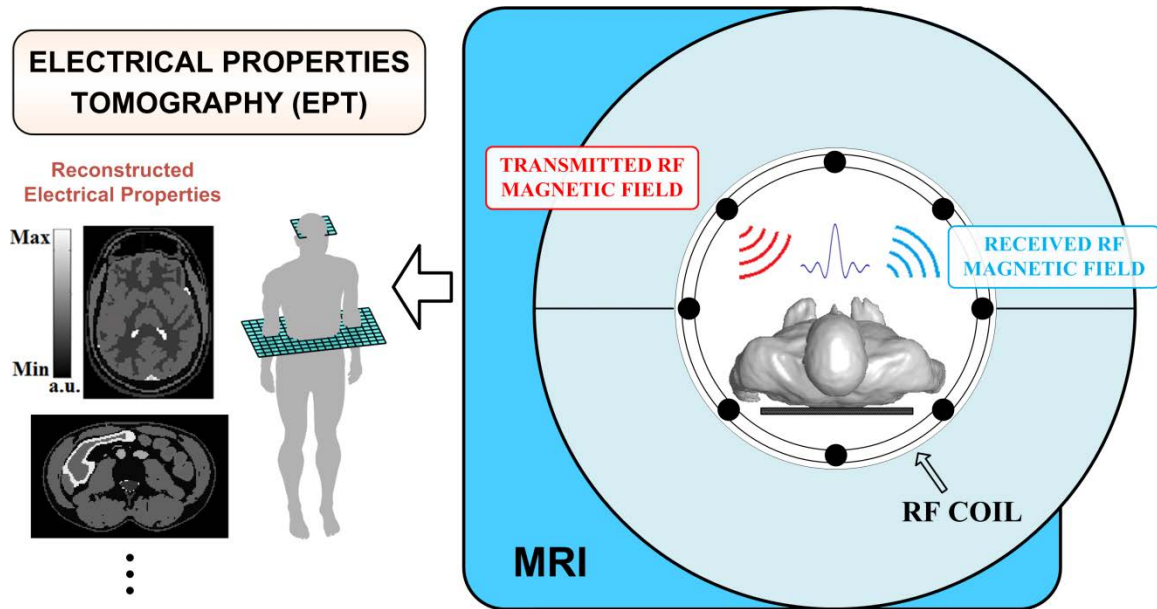 ELECTRICAL PROPERTIES
TOMOGRAPHY (EPT)
Reconstructed
Electrical Properties
Max
Min
a.u.
TRANSMITTED RF
MAGNETIC FIELD
RECEIVED RF
MAGNETIC FIELD
RF COIL
MRI